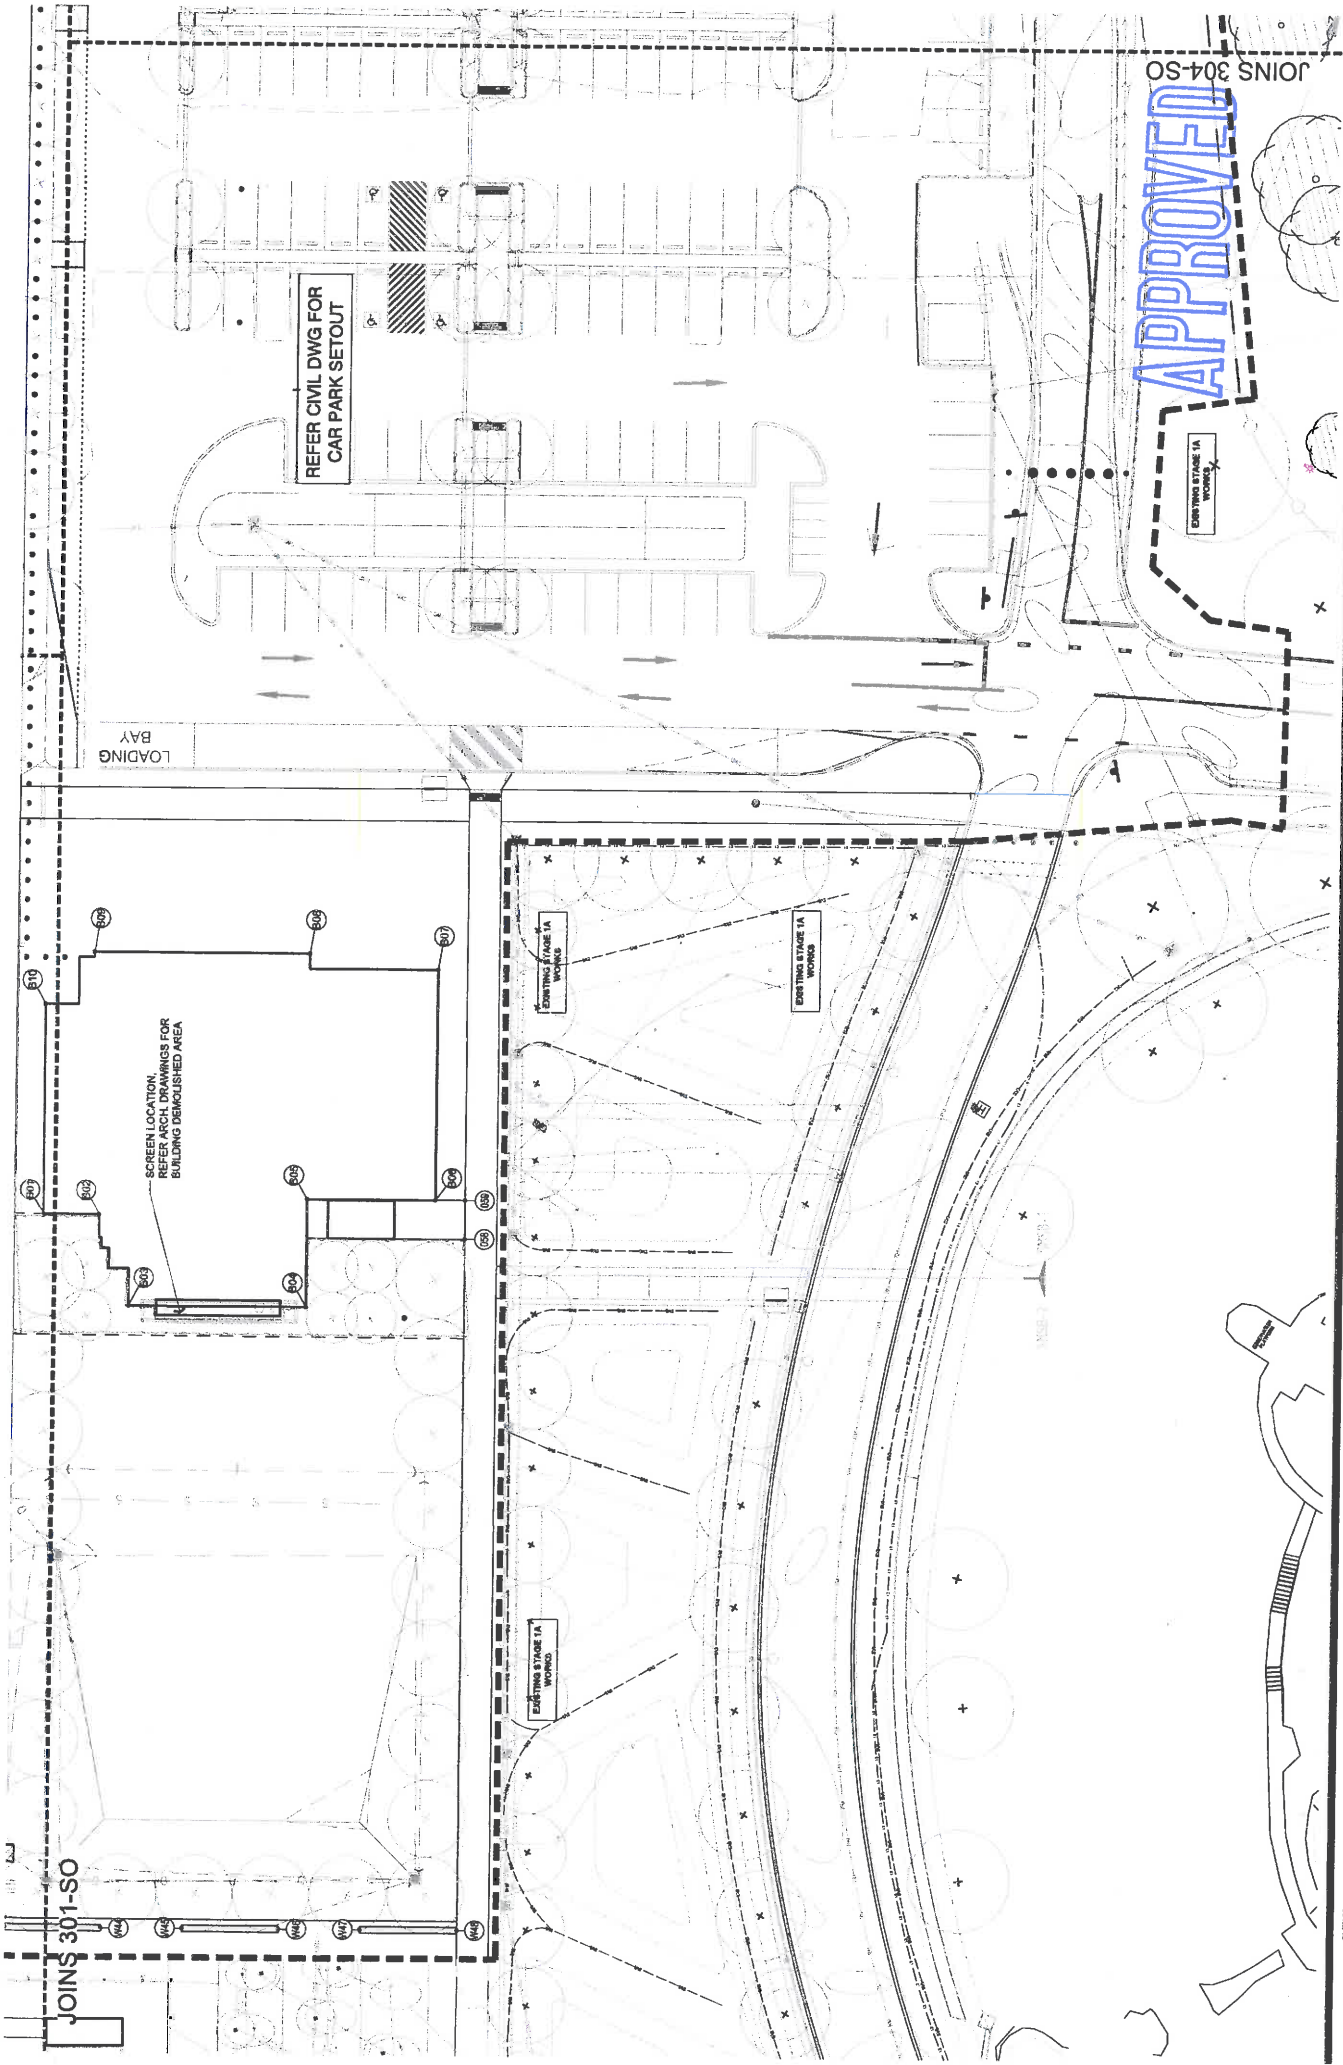 JOINS 304-SO
APPROVED
REFER CIVIL DWG FOR
CAR PARK SETOUT
EXISTING STAGE 1A
WORKS
LOADING
BAY
B09
B08
B07
B10
EXISTING STAGE 1A
WORKS
EXISTING STAGE 1A
WORKS
SCREEN LOCATION,
REFER ARCH. DRAWINGS FOR
BUILDING DEMOLISHED AREA
B01
B02
B05
B06
059
058
B03
B04
EXISTING STAGE 1A
WORKS
JOINS 301-SO
W44
W45
W46
W47
W48